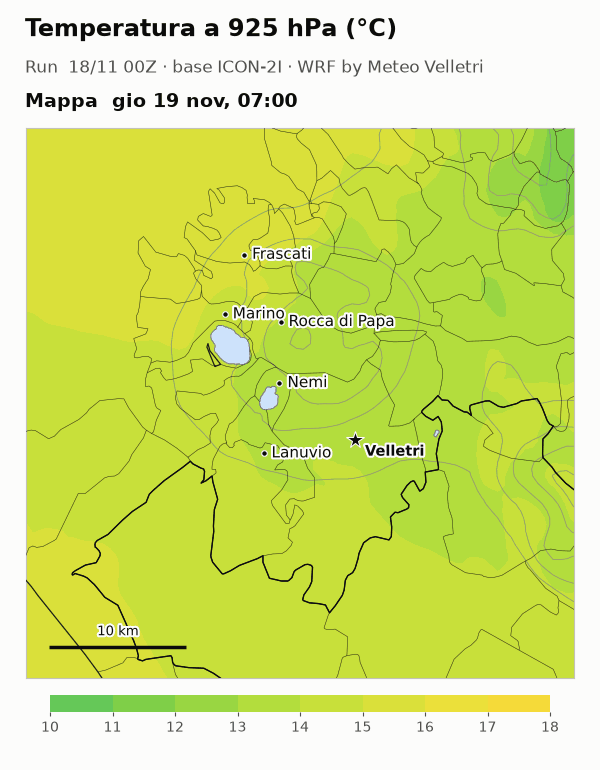 Temperatura a 925 hPa (°C)
Run  18/11 00Z · base ICON-2I · WRF by Meteo Velletri
Mappa  gio 19 nov, 07:00
Frascati
Marino
Rocca di Papa
Nemi
Velletri
Lanuvio
10 km
10 11 12 13 14 15 16 17 18